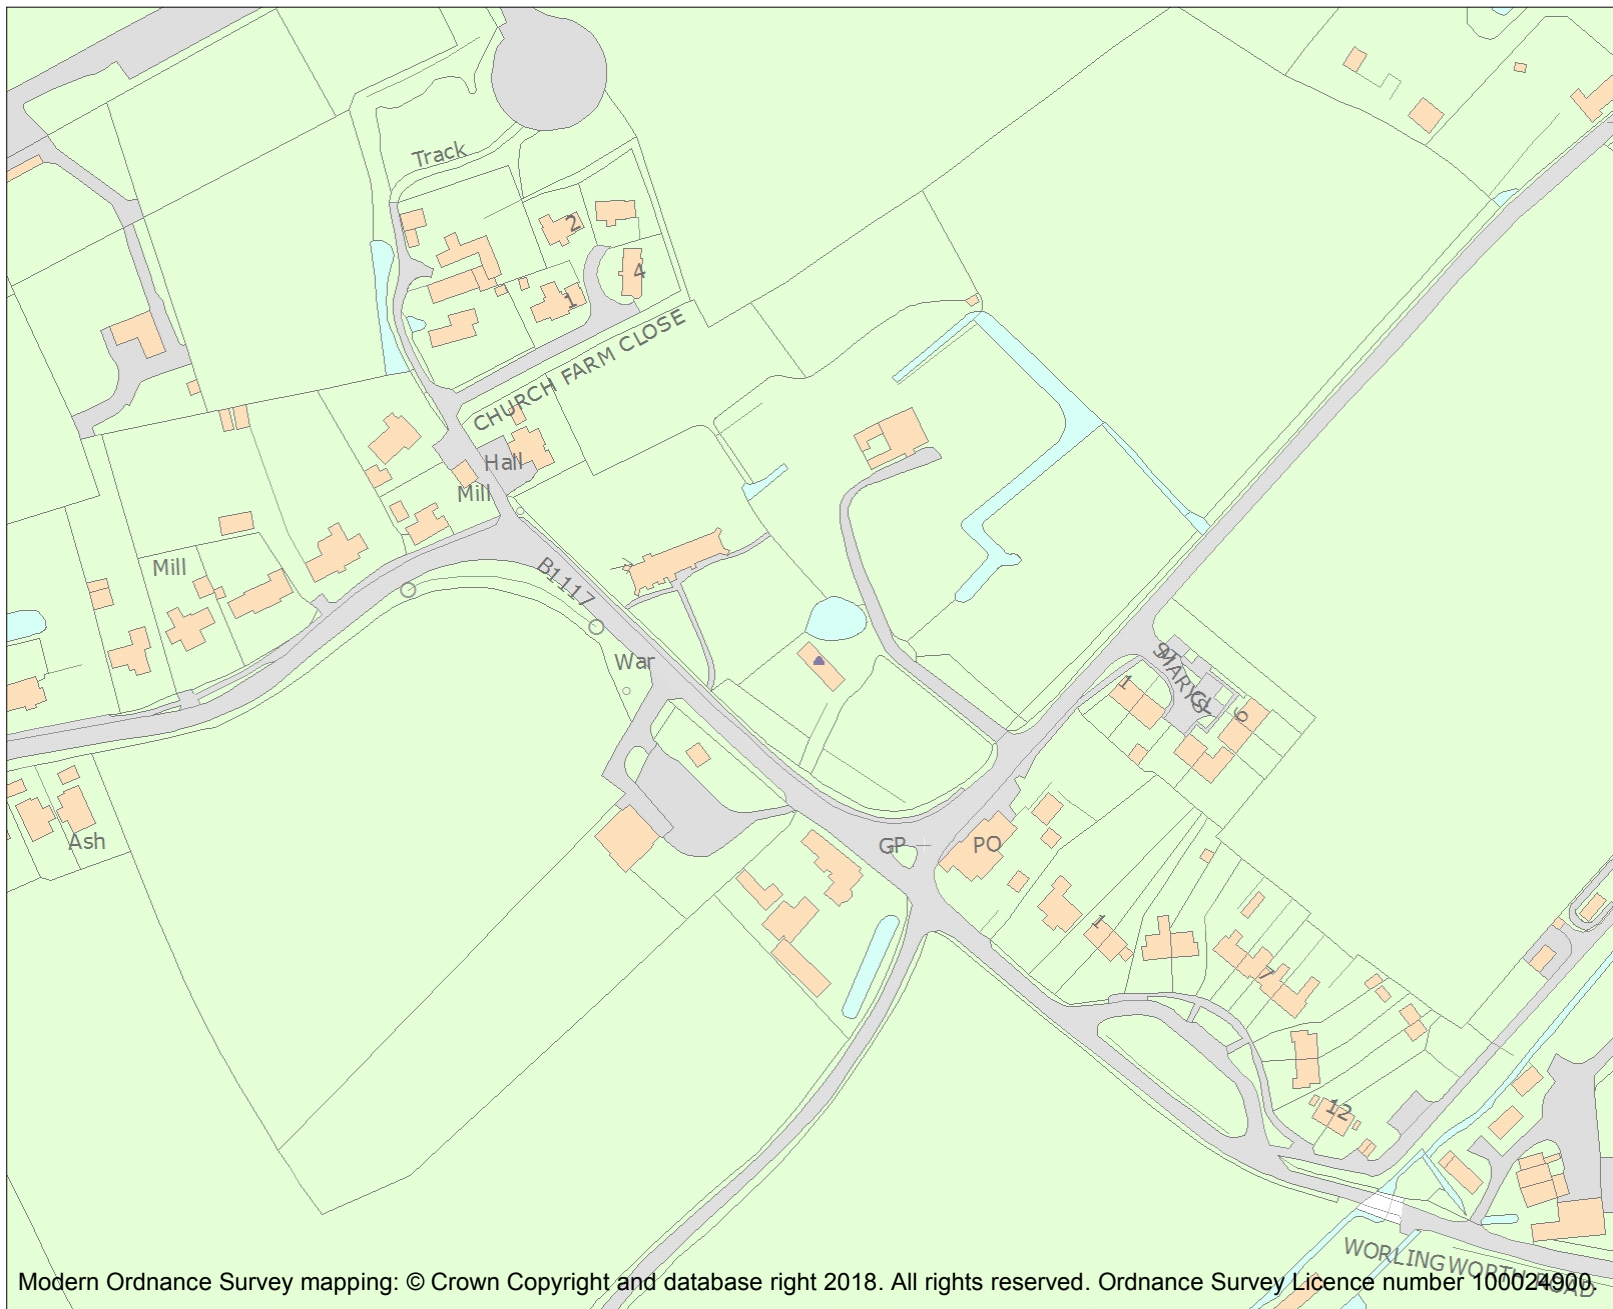 Track
2
4
1
CHURCH FARM CLOSE
Hall
Mill
Mill
B1117
War
1
9
6
Ash
GP
PO
1
7
12
WORLINGWORTH ROAD
Modern Ordnance Survey mapping: © Crown Copyright and database right 2018. All rights reserved. Ordnance Survey Licence number 100024900.